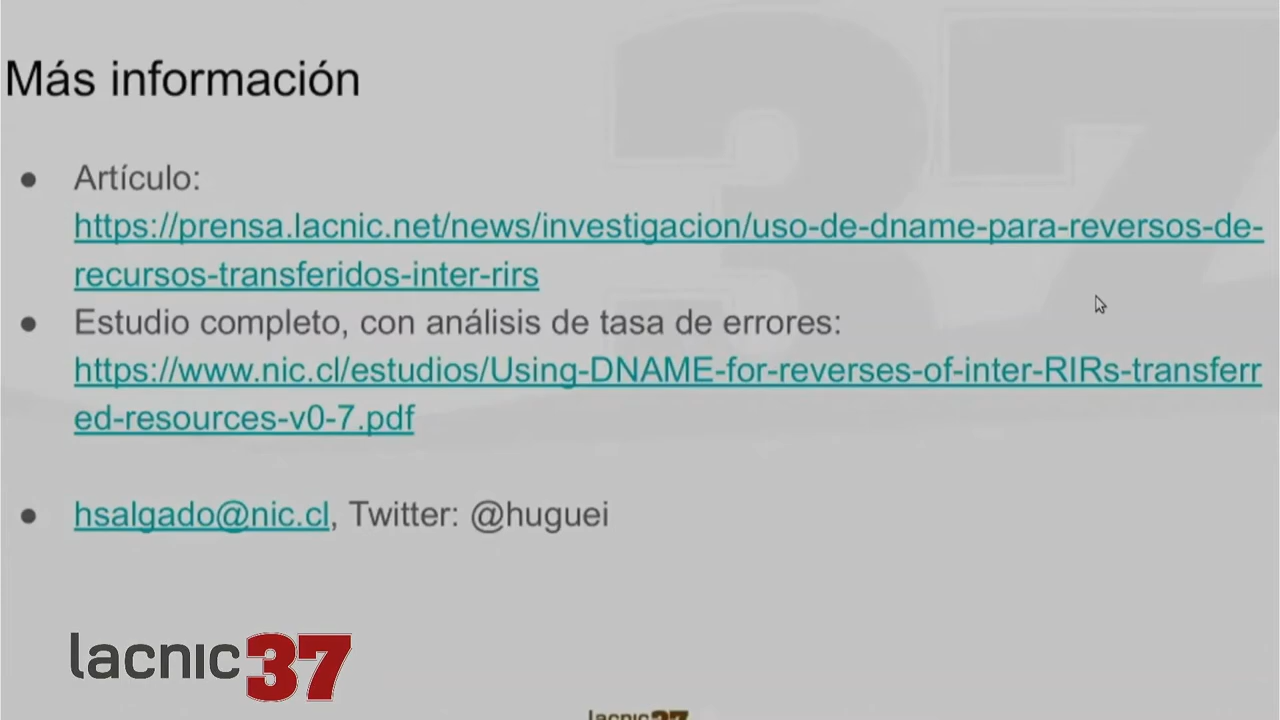 Más información
● Artículo:
https://prensa.lacnic.net/news/investigacion/uso-de-dname-para-reversos-de-
recursos-transferidos-inter-rirs
● Estudio completo, con análisis de tasa de errores:
https://www.nic.cl/estudios/Using-DNAME-for-reverses-of-inter-RIRs-transferr
ed-resources-v0-7.pdf
● hsalgado@nic.cl, Twitter: @huguei
lacnic37
lacnic37